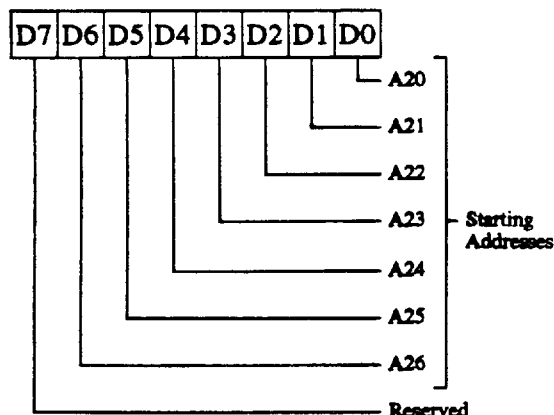 D7 D6 D5 D4 D3 D2 D1 D0
A20
A21
A22
A23
Starting
Addresses
A24
A25
A26
Reserved